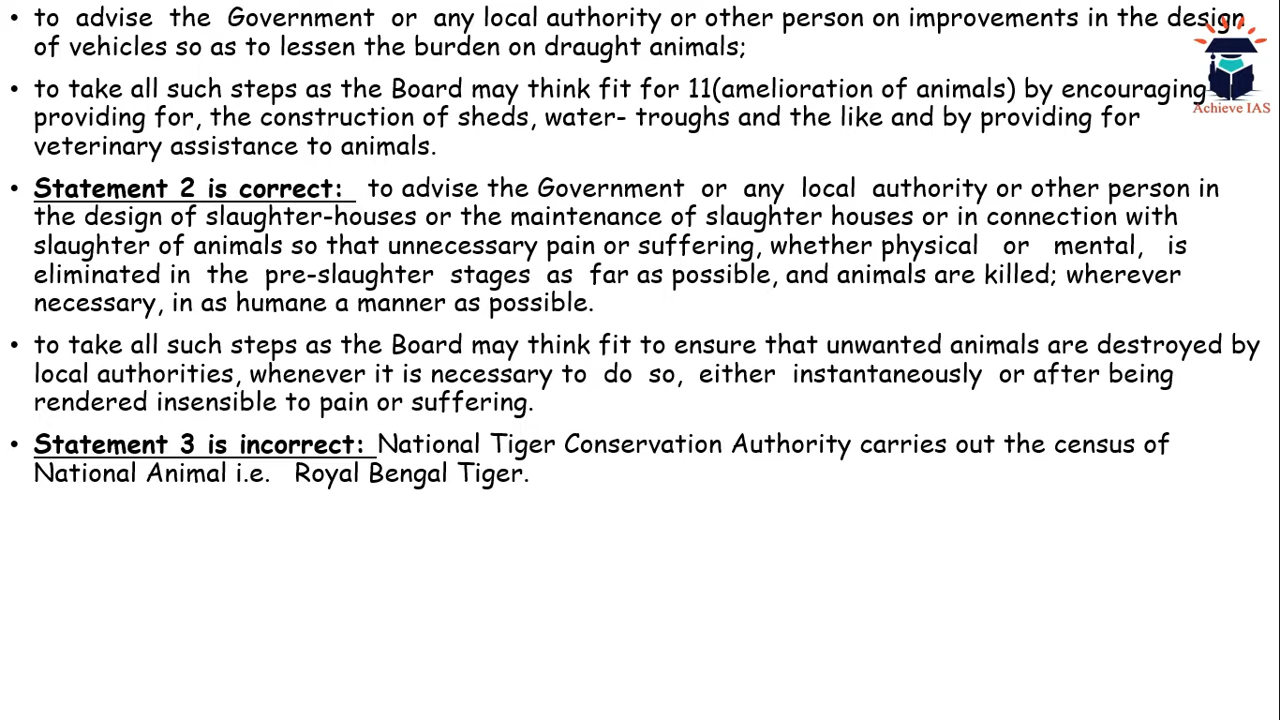 • to advise the Government or any local authority or other person on improvements in the design
of vehicles so as to lessen the burden on draught animals;
• to take all such steps as the Board may think fit for 11(amelioration of animals) by encouraging
providing for, the construction of sheds, water- troughs and the like and by providing for
veterinary assistance to animals.
• Statement 2 is correct: to advise the Government or any local authority or other person in
the design of slaughter-houses or the maintenance of slaughter houses or in connection with
slaughter of animals so that unnecessary pain or suffering, whether physical or mental, is
eliminated in the pre-slaughter stages as far as possible, and animals are killed; wherever
necessary, in as humane a manner as possible.
• to take all such steps as the Board may think fit to ensure that unwanted animals are destroyed by
local authorities, whenever it is necessary to do so, either instantaneously or after being
rendered insensible to pain or suffering.
• Statement 3 is incorrect: National Tiger Conservation Authority carries out the census of
National Animal i.e. Royal Bengal Tiger.
Achieve IAS